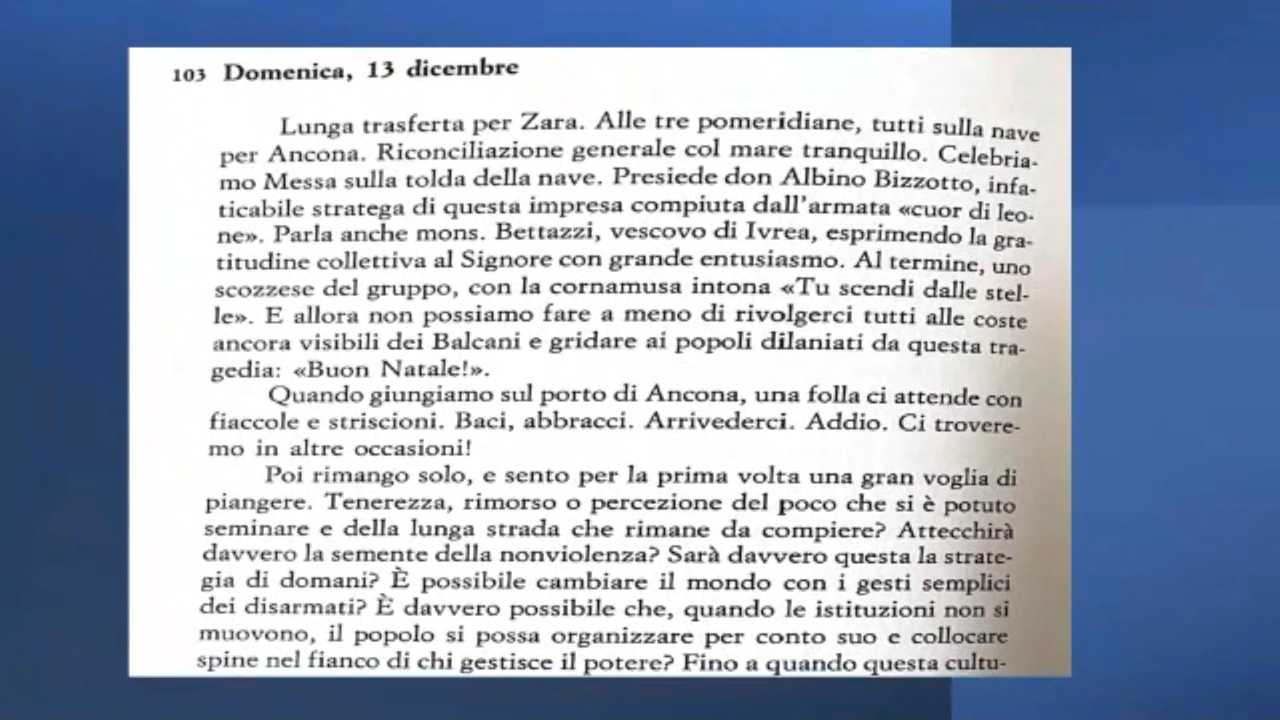 103 Domenica, 13 dicembre
Lunga trasferta per Zara. Alle tre pomeridiane, tutti sulla nave
per Ancona. Riconciliazione generale col mare tranquillo. Celebria-
mo Messa sulla tolda della nave. Presiede don Albino Bizzotto, infa-
ticabile stratega di questa impresa compiuta dall'armata «cuor di leo-
ne». Parla anche mons. Bettazzi, vescovo di Ivrea, esprimendo la gra-
titudine collettiva al Signore con grande entusiasmo. Al termine, uno
scozzese del gruppo, con la cornamusa intona «Tu scendi dalle stel-
le». E allora non possiamo fare a meno di rivolgerci tutti alle coste
ancora visibili dei Balcani e gridare ai popoli dilaniati da questa tra-
gedia: «Buon Natale!».
Quando giungiamo sul porto di Ancona, una folla ci attende con
fiaccole e striscioni. Baci, abbracci. Arrivederci. Addio. Ci trovere-
mo in altre occasioni!
Poi rimango solo, e sento per la prima volta una gran voglia di
piangere. Tenerezza, rimorso o percezione del poco che si è potuto
seminare e della lunga strada che rimane da compiere? Attecchirà
davvero la semente della nonviolenza? Sarà davvero questa la strate-
gia di domani? È possibile cambiare il mondo con i gesti semplici
dei disarmati? È davvero possibile che, quando le istituzioni non si
muovono, il popolo si possa organizzare per conto suo e collocare
spine nel fianco di chi gestisce il potere? Fino a quando questa cultu-